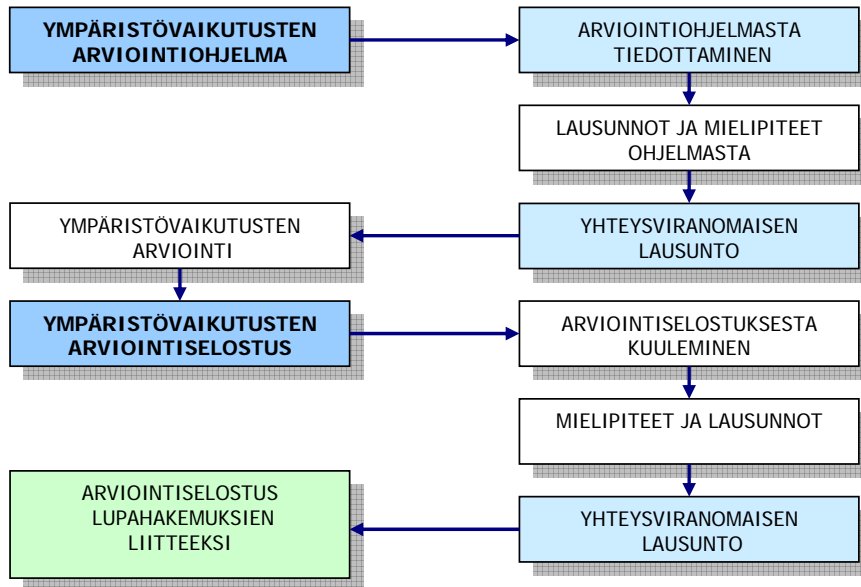 YMPÄRISTÖVAIKUTUSTEN
ARVIOINTIOHJELMA
ARVIOINTIOHJELMASTA
TIEDOTTAMINEN
LAUSUNNOT JA MIELIPITEET
OHJELMASTA
YHTEYSVIRANOMAISEN
LAUSUNTO
YMPÄRISTÖVAIKUTUSTEN
ARVIOINTI
YMPÄRISTÖVAIKUTUSTEN
ARVIOINTISELOSTUS
ARVIOINTISELOSTUKSESTA
KUULEMINEN
MIELIPITEET JA LAUSUNNOT
YHTEYSVIRANOMAISEN
LAUSUNTO
ARVIOINTISELOSTUS
LUPAHAKEMUKSIEN
LIITTEEKSI